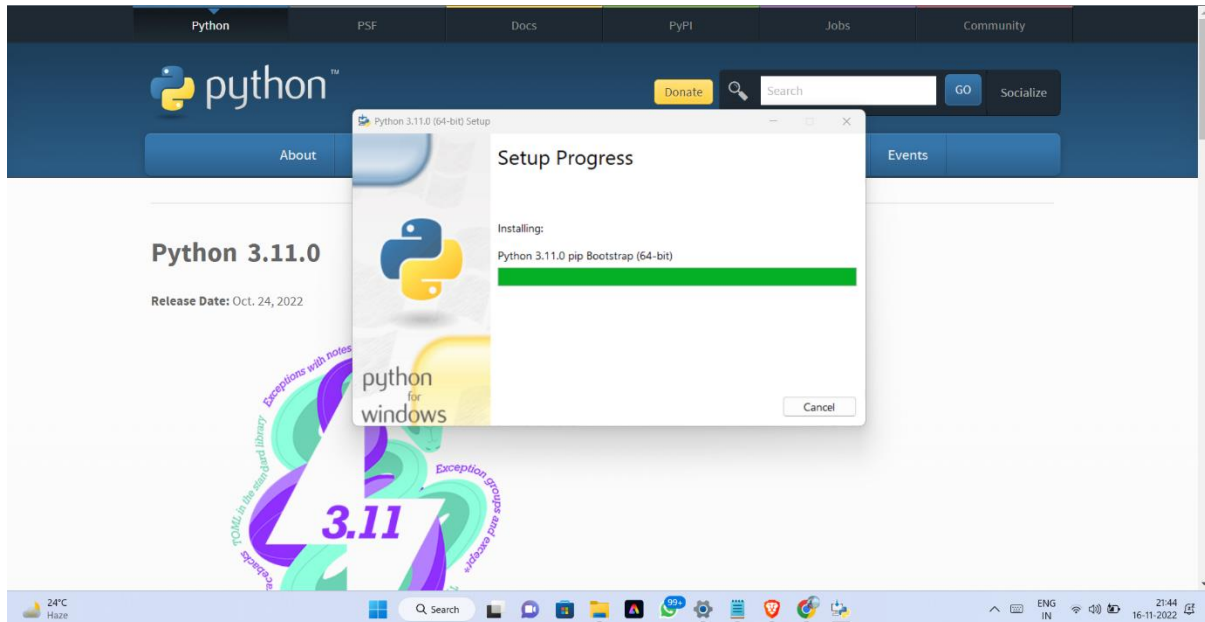 Python
PSF
Docs
PyPI
Jobs
Community
python™
Donate
Search
GO
Socialize
Python 3.11.0 (64-bit) Setup
About
Events
Setup Progress
Installing:
Python 3.11.0 pip Bootstrap (64-bit)
python
for
windows
Cancel
Python 3.11.0
Release Date: Oct. 24, 2022
Exceptions with notes
TOML in the standard library
Exception groups and except*
3.11
24°C
Haze
Search
99+
ENG
IN
21:44
16-11-2022